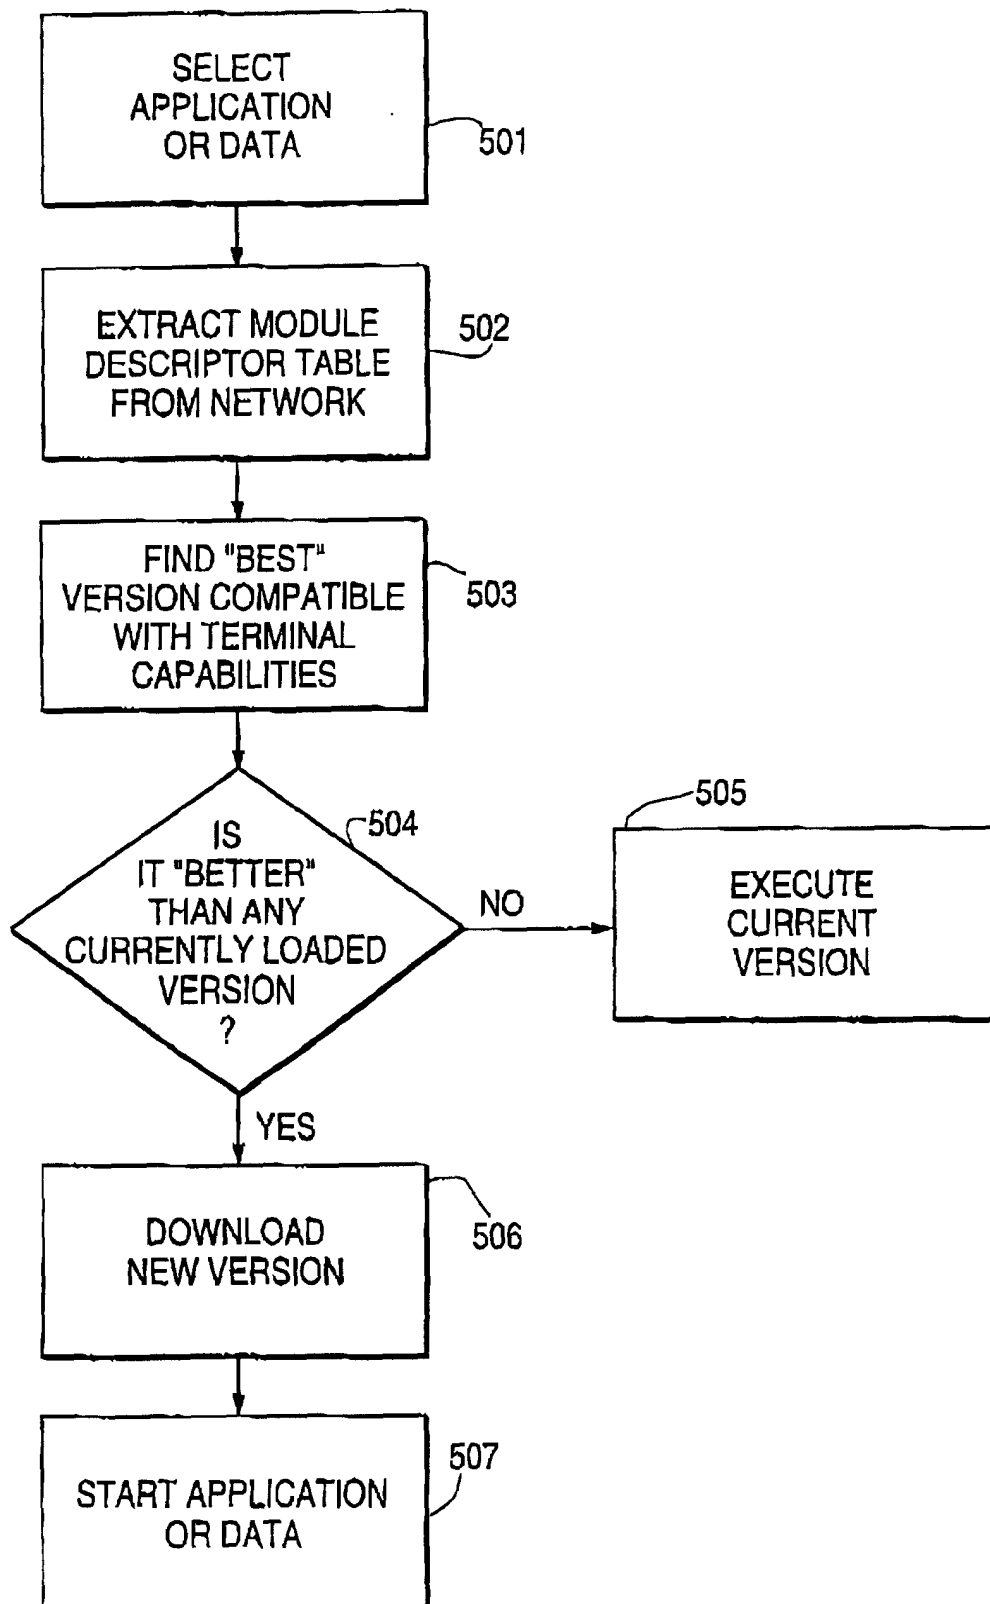 SELECT
APPLICATION
OR DATA
501
EXTRACT MODULE
DESCRIPTOR TABLE
FROM NETWORK
502
FIND "BEST"
VERSION COMPATIBLE
WITH TERMINAL
CAPABILITIES
503
IS
IT "BETTER"
THAN ANY
CURRENTLY LOADED
VERSION
?
504
NO
505
EXECUTE
CURRENT
VERSION
YES
DOWNLOAD
NEW VERSION
506
START APPLICATION
OR DATA
507